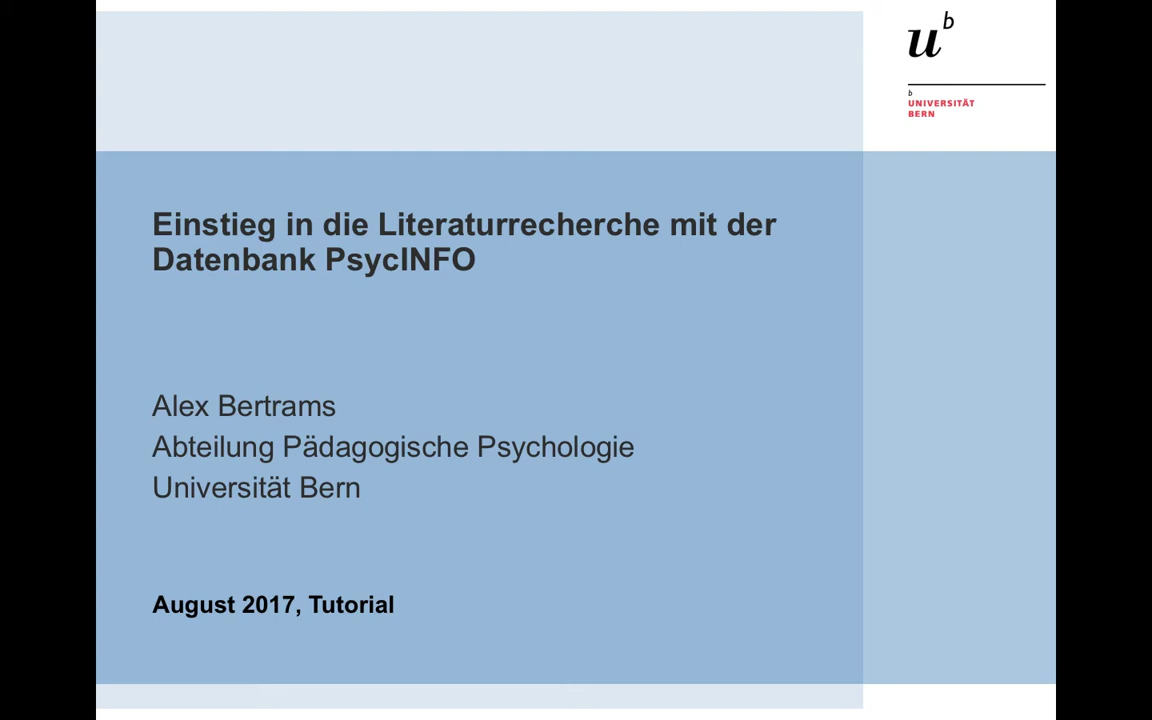 u b
b
UNIVERSITÄT
BERN
Einstieg in die Literaturrecherche mit der
Datenbank PsycINFO
Alex Bertrams
Abteilung Pädagogische Psychologie
Universität Bern
August 2017, Tutorial